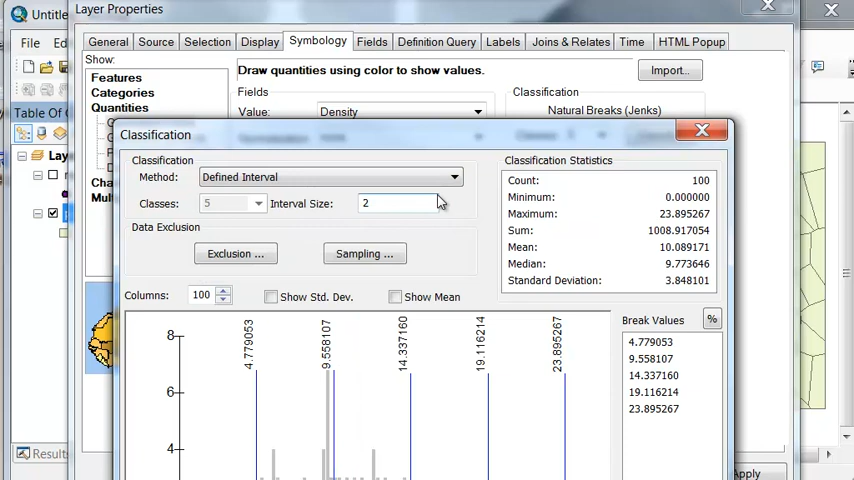 Untitle
Layer Properties
File Ed
General Source Selection Display Symbology Fields Definition Query Labels Joins & Relates Time HTML Popup
Show:
Features
Categories
Quantities
Draw quantities using color to show values.
Import...
Table Of
Fields
Classification
Value: Density
Natural Breaks (Jenks)
Lay
Cha
Mult
Classification
Classification
Method: Defined Interval
Classes: 5 Interval Size: 2
Data Exclusion
Exclusion ... Sampling ...
Classification Statistics
Count: 100
Minimum: 0.000000
Maximum: 23.895267
Sum: 1008.917054
Mean: 10.089171
Median: 9.773646
Standard Deviation: 3.848101
Columns: 100 Show Std. Dev. Show Mean
Break Values %
4.779053
9.558107
14.337160
19.116214
23.895267
4.779053
9.558107
14.337160
19.116214
23.895267
8
6
4
Results
Apply